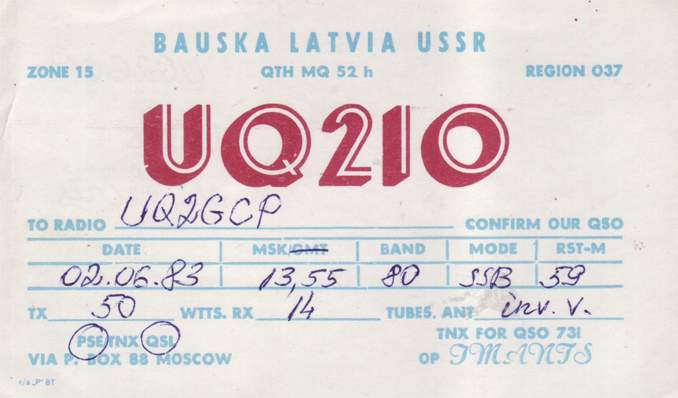 BAUSKA LATVIA USSR
ZONE 15 QTH MQ 52 h REGION 037
UQ2IO
TO RADIO UQ2GCP CONFIRM OUR QSO
DATE MSK/GMT BAND MODE RST-M
02.06.83 13,55 80 SSB 59
TX 50 WTTS. RX 14 TUBES. ANT inv. v.
PSE TNX QSL TNX FOR QSO 73!
VIA P. BOX 88 MOSCOW OP IMANTS